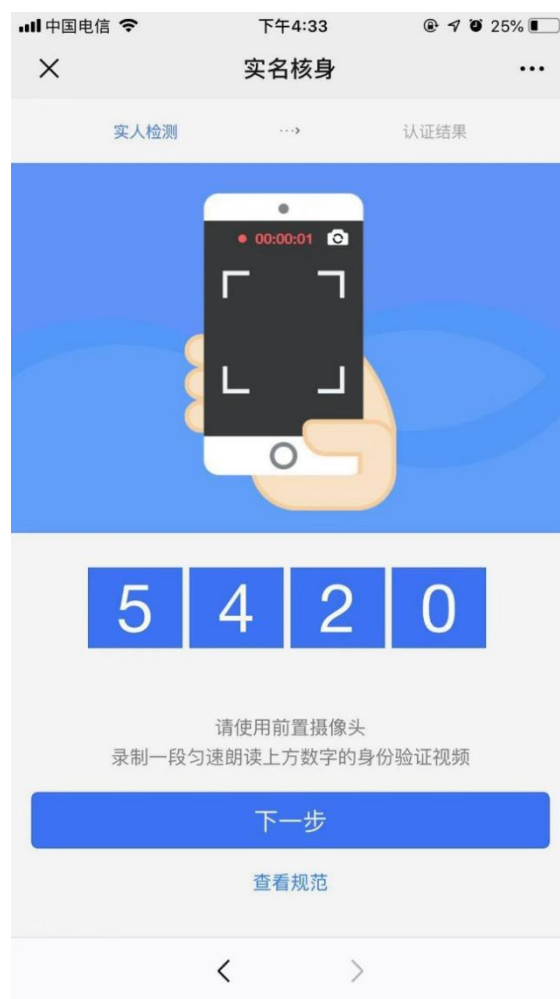 中国电信 下午4:33 25%
实名核身
实人检测 认证结果
00:00:01
5 4 2 0
请使用前置摄像头
录制一段匀速朗读上方数字的身份验证视频
下一步
查看规范